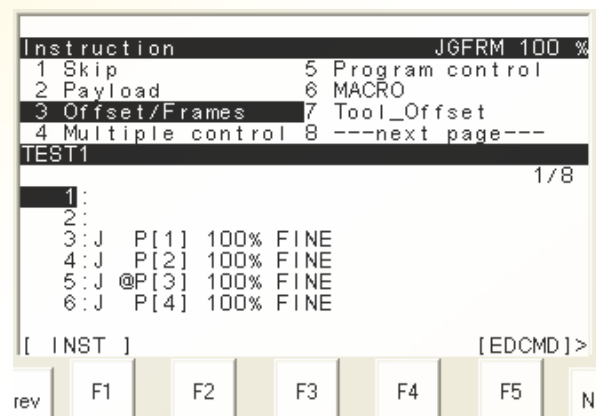 Instruction JGFRM 100 %
1 Skip 5 Program control
2 Payload 6 MACRO
3 Offset/Frames 7 Tool_Offset
4 Multiple control 8 ---next page---
TEST1
1/8
1:
2:
3:J P[1] 100% FINE
4:J P[2] 100% FINE
5:J @P[3] 100% FINE
6:J P[4] 100% FINE
[ INST ] [EDCMD]>
rev F1 F2 F3 F4 F5 N